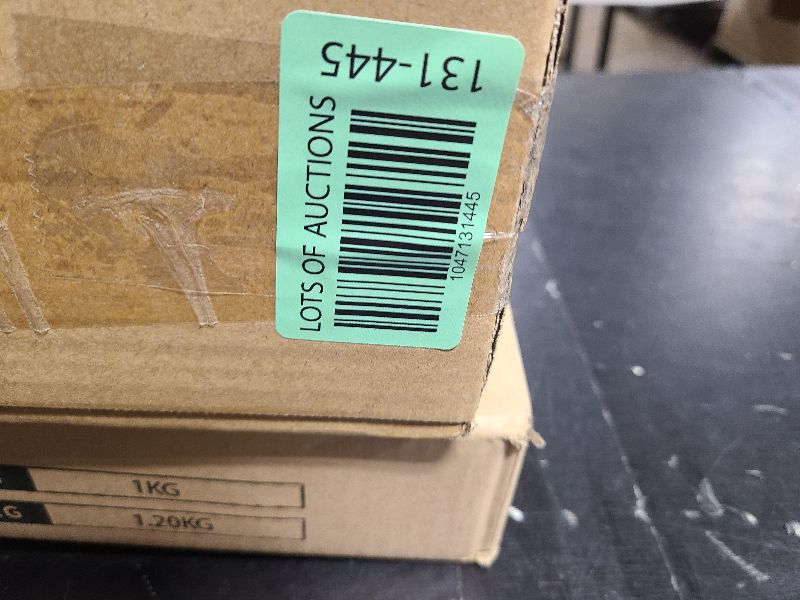 131-445
LOTS OF AUCTIONS
1047131445
1KG
1.20KG